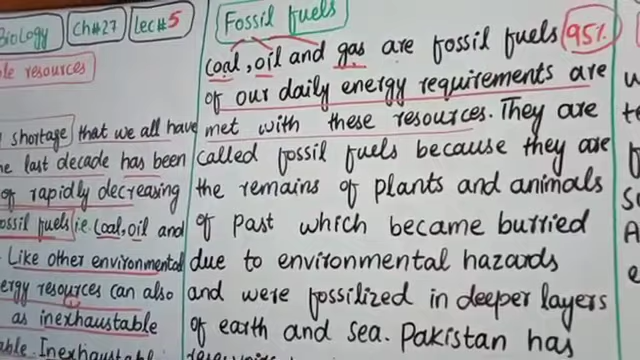 Biology
Ch#27
Lec#5
resources
shortage that we all have
last decade has been
of rapidly decreasing
fossil fuels i.e. Coal, oil and
Like other environmental
resources can also
as inexhaustable
Inexhaustable
Fossil fuels
Coal, oil and gas are fossil fuels 95%
of our daily energy requirements are
met with these resources. They are
called fossil fuels because they are
the remains of plants and animals
of past which became burried
due to environmental hazards
and were fossilized in deeper layers
of earth and sea. Pakistan has